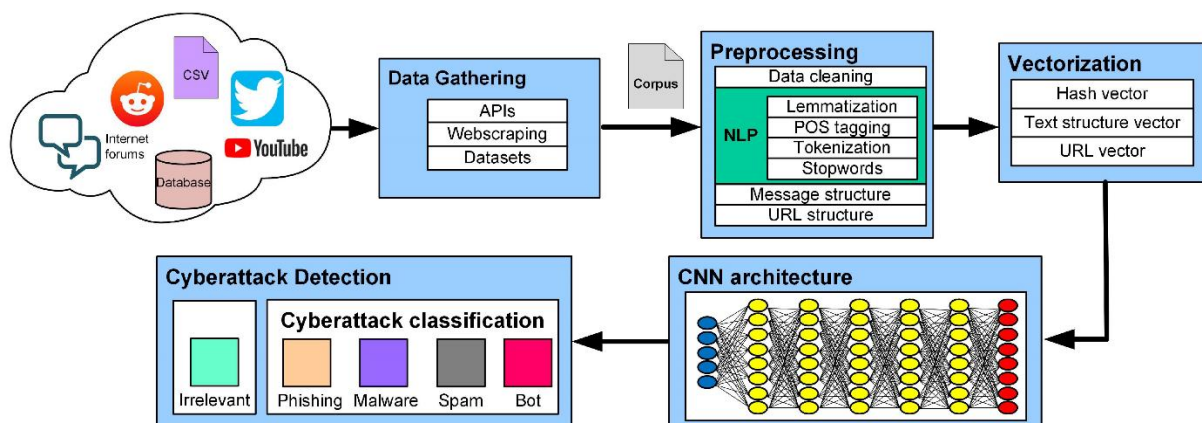 CSV
Internet
forums
YouTube
Database
Data Gathering
APIs
Webscraping
Datasets
Corpus
Preprocessing
Data cleaning
NLP
Lemmatization
POS tagging
Tokenization
Stopwords
Message structure
URL structure
Vectorization
Hash vector
Text structure vector
URL vector
CNN architecture
Cyberattack Detection
Irrelevant
Cyberattack classification
Phishing
Malware
Spam
Bot